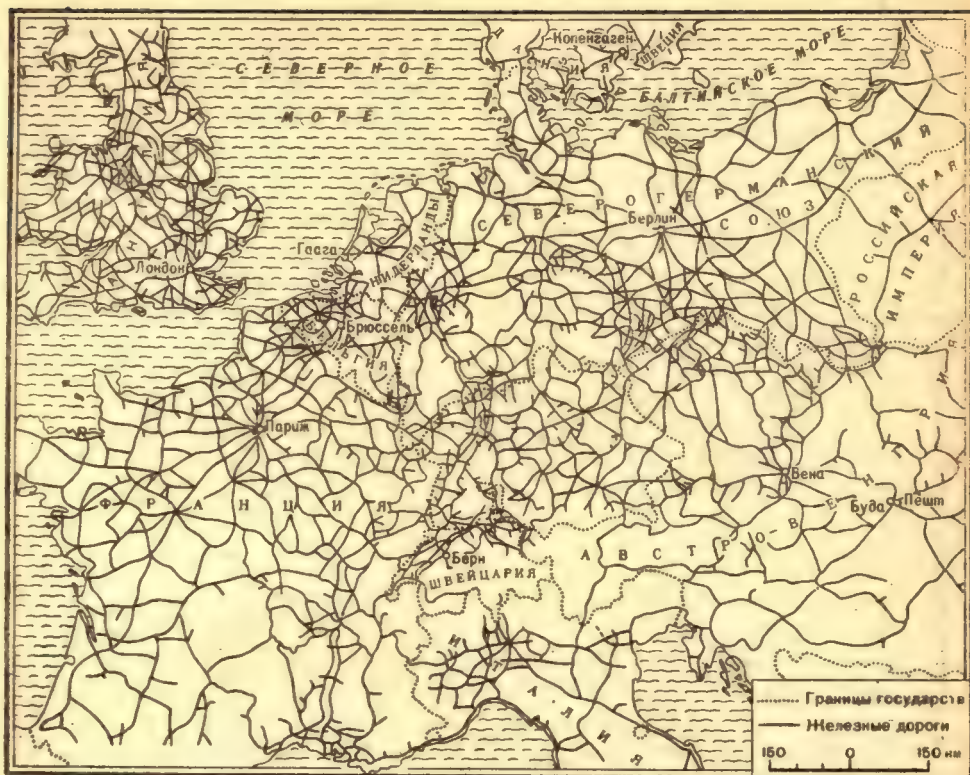 СЕВЕРНОЕ
МОРЕ
ДАНИЯ
Копенгаген
ШВЕЦИЯ
БАЛТИЙСКОЕ МОРЕ
СЕВЕРОГЕРМАНСКИЙ
СОЮЗ
Берлин
РОССИЙСКАЯ
ИМПЕРИЯ
Лондон
Гаага
НИДЕРЛАНДЫ
Брюссель
Париж
ФРАНЦИЯ
Вена
Буда
Пешт
АВСТРО-ВЕНГРИЯ
Берн
ШВЕЙЦАРИЯ
ИТАЛИЯ
Границы государств
Железные дороги
150 0 150 км